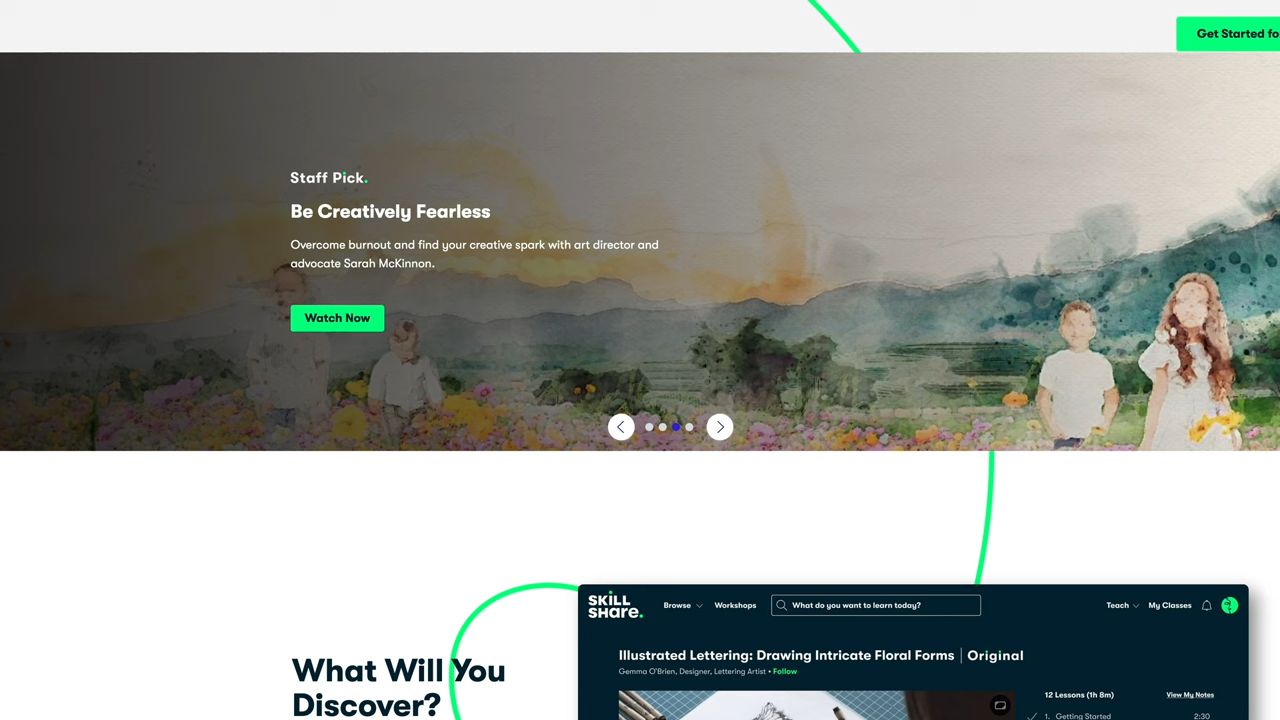 Get Started fo
Staff Pick.
Be Creatively Fearless
Overcome burnout and find your creative spark with art director and
advocate Sarah McKinnon.
Watch Now
SKiLL
SHaRe.
Browse
Workshops
What do you want to learn today?
Teach
My Classes
What Will You
Discover?
Illustrated Lettering: Drawing Intricate Floral Forms | Original
Gemma O'Brien, Designer, Lettering Artist • Follow
12 Lessons (1h 8m)
View My Notes
1. Getting Started 2:30